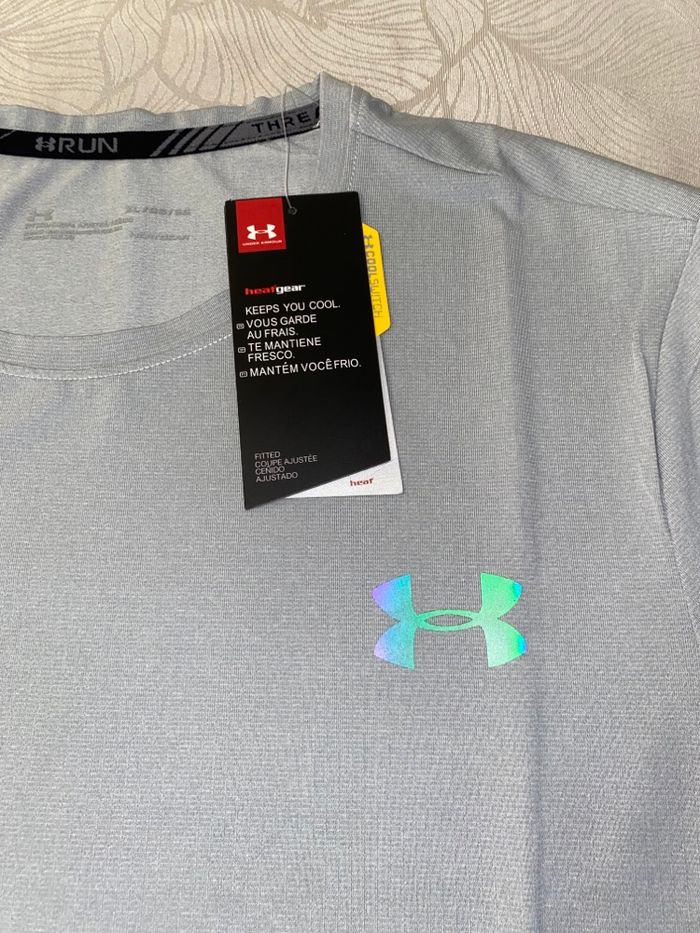 RUN
THRE
UNDER ARMOUR
COOLSWITCH
heatgear
KEEPS YOU COOL.
VOUS GARDE
AU FRAIS.
TE MANTIENE
FRESCO.
MANTÉM VOCÊ FRIO.
FITTED
COUPE AJUSTÉE
CEÑIDO
AJUSTADO
heat